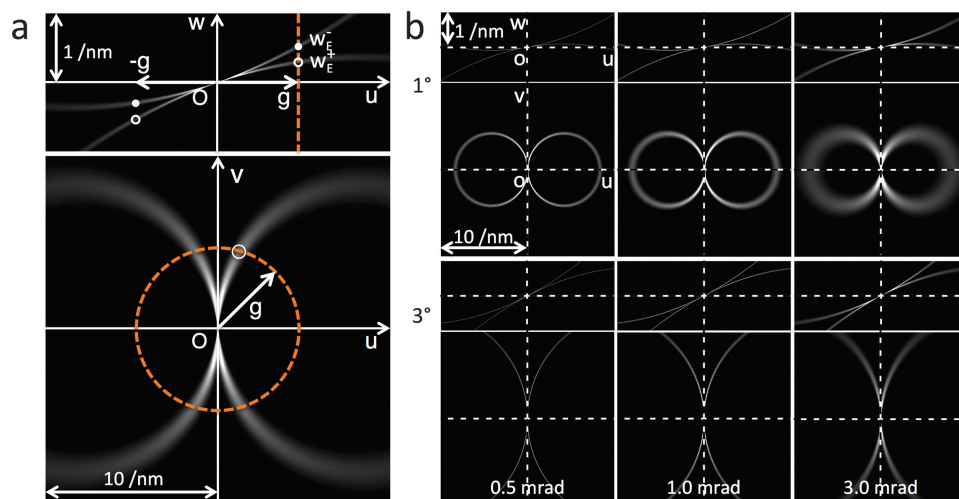 a
w
1 /nm
-g
w_E^-
w_E^+
O
g
u
v
g
O
u
10 /nm
b
1 /nm
w
o
u
1°
v
o
u
10 /nm
3°
0.5 mrad
1.0 mrad
3.0 mrad